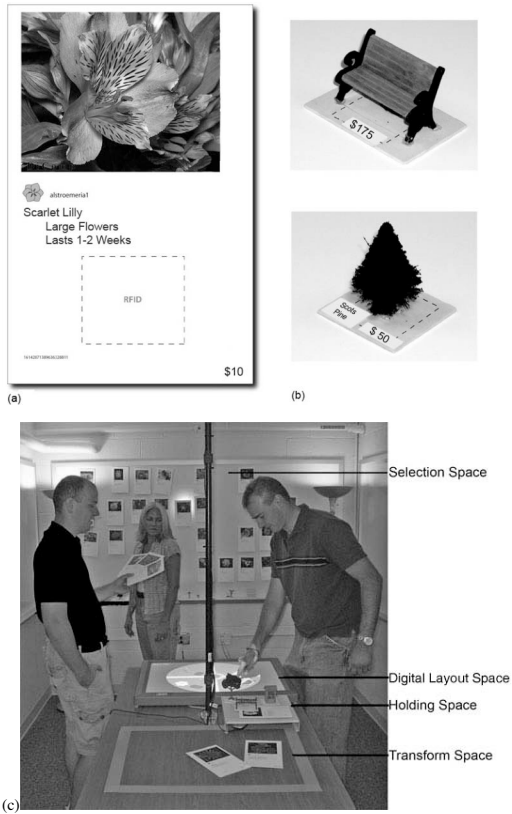 alstroemeria1
Scarlet Lilly
Large Flowers
Lasts 1-2 Weeks
RFID
$10
(a)
$175
Scots
Pine
$ 50
(b)
Selection Space
Digital Layout Space
Holding Space
Transform Space
(c)